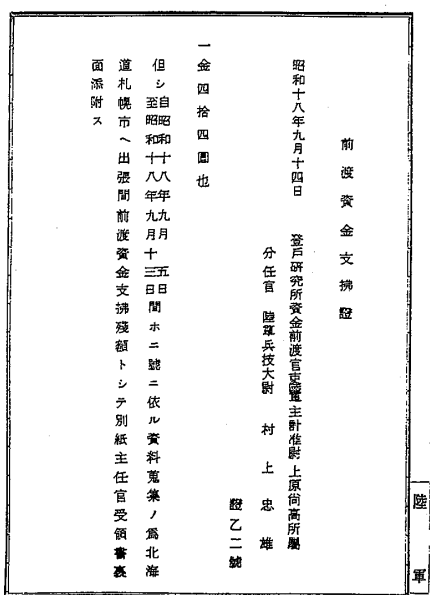 前渡資金支拂證
昭和十八年九月十四日　登戸研究所資金前渡官吏陸軍主計准尉上原尚高所屬
分任官　陸軍兵技大尉　村上忠雄
證乙二號
一金四拾四圓也
但シ自昭和十八年九月　五日
至昭和十八年九月十三日間ホニ號ニ依ル資料蒐集ノ爲北海
道札幌市ヘ出張間前渡資金支拂殘額トシテ別紙主任官受領書裏
面添附ス
陸軍